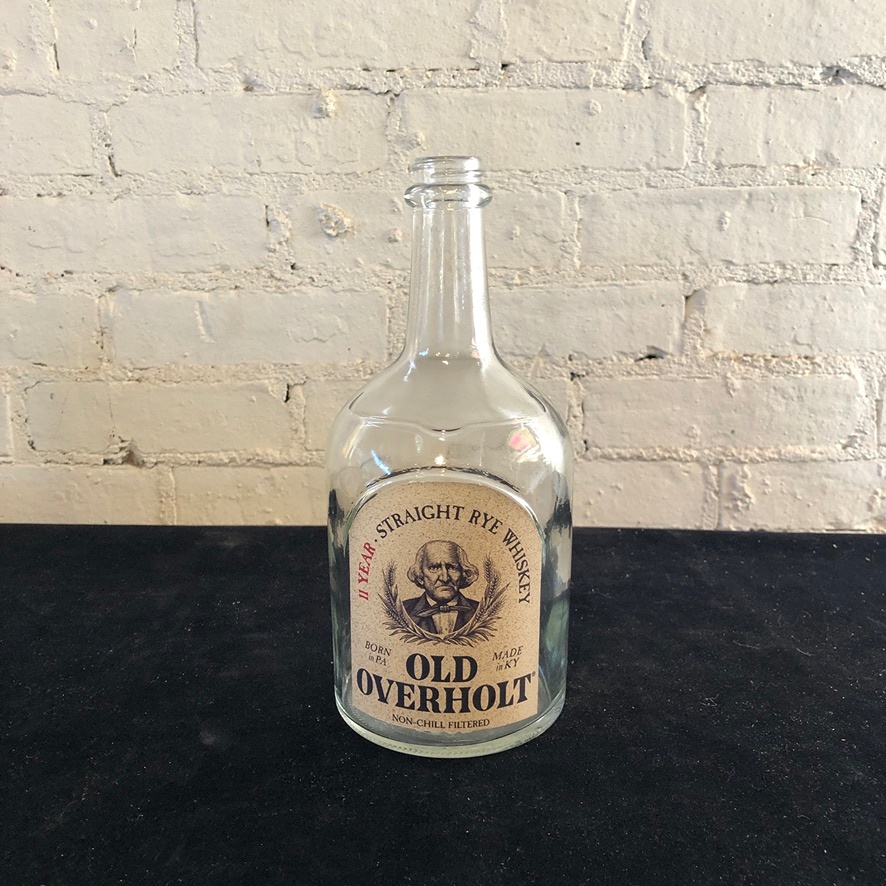 11 YEAR · STRAIGHT RYE WHISKEY
BORN
in PA
MADE
in KY
OLD
OVERHOLT®
NON-CHILL FILTERED